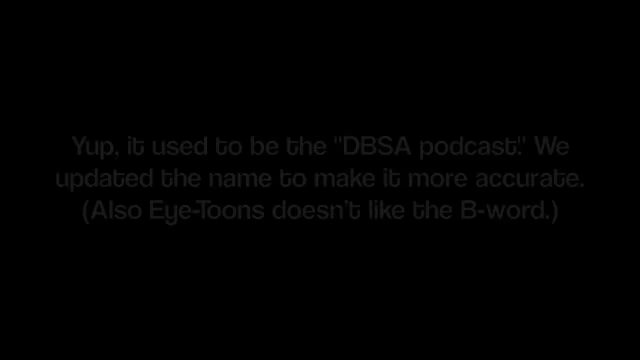 Yup, it used to be the "DBSA podcast." We
updated the name to make it more accurate.
(Also Eye-Toons doesn't like the B-word.)